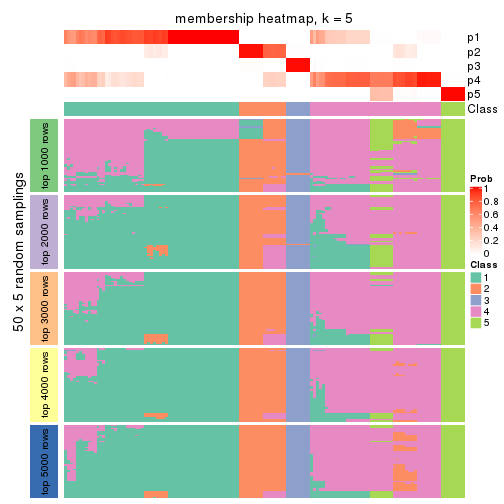 membership heatmap, k = 5
p1
p2
p3
p4
p5
Class
50 x 5 random samplings
top 1000 rows
top 2000 rows
top 3000 rows
top 4000 rows
top 5000 rows
Prob
1
0.8
0.6
0.4
0.2
0
Class
1
2
3
4
5